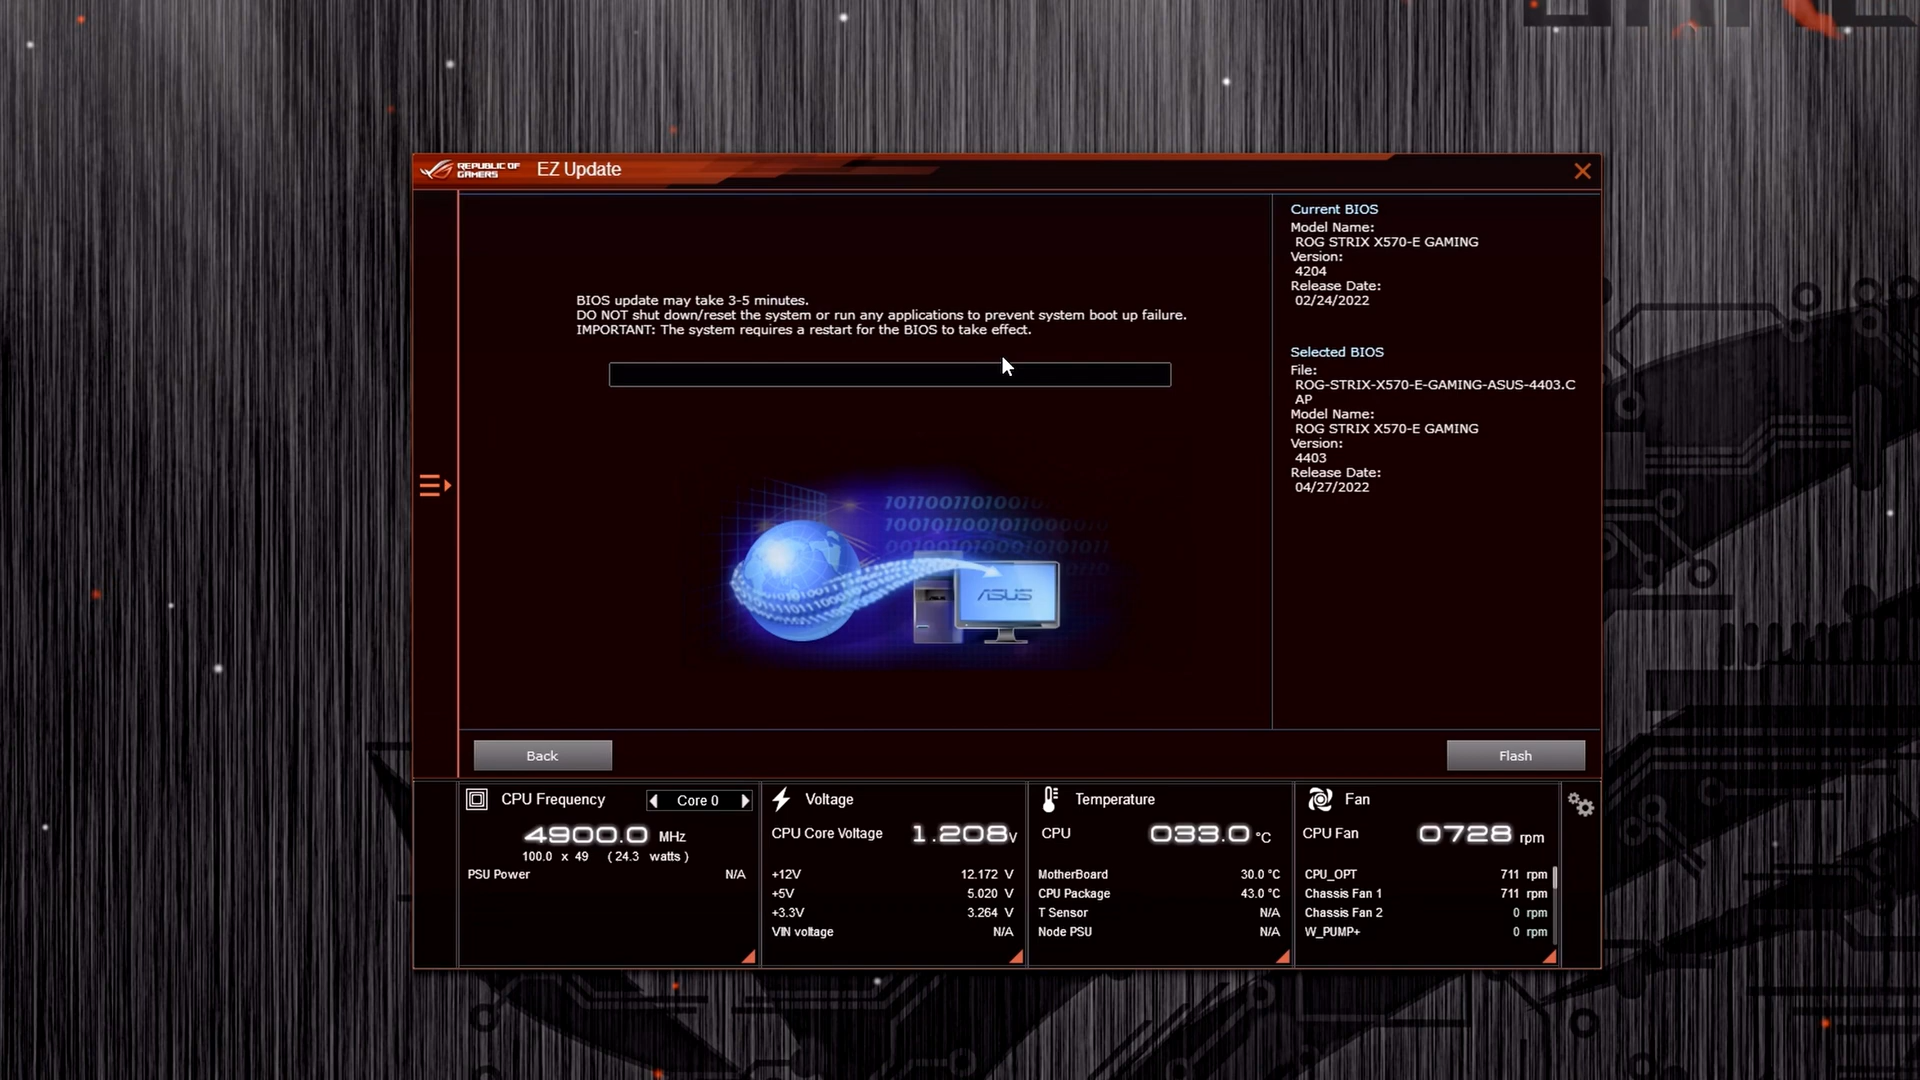 REPUBLIC OF
GAMERS
EZ Update
BIOS update may take 3-5 minutes.
DO NOT shut down/reset the system or run any applications to prevent system boot up failure.
IMPORTANT: The system requires a restart for the BIOS to take effect.
Current BIOS
Model Name:
ROG STRIX X570-E GAMING
Version:
4204
Release Date:
02/24/2022
Selected BIOS
File:
ROG-STRIX-X570-E-GAMING-ASUS-4403.C
AP
Model Name:
ROG STRIX X570-E GAMING
Version:
4403
Release Date:
04/27/2022
ASUS
Back
Flash
CPU Frequency
Core 0
4900.0 MHz
100.0 x 49 ( 24.3 watts )
PSU Power N/A
Voltage
CPU Core Voltage 1.208 V
+12V 12.172 V
+5V 5.020 V
+3.3V 3.264 V
VIN voltage N/A
Temperature
CPU 033.0 °C
MotherBoard 30.0 °C
CPU Package 43.0 °C
T Sensor N/A
Node PSU N/A
Fan
CPU Fan 0728 rpm
CPU_OPT 711 rpm
Chassis Fan 1 711 rpm
Chassis Fan 2 0 rpm
W_PUMP+ 0 rpm